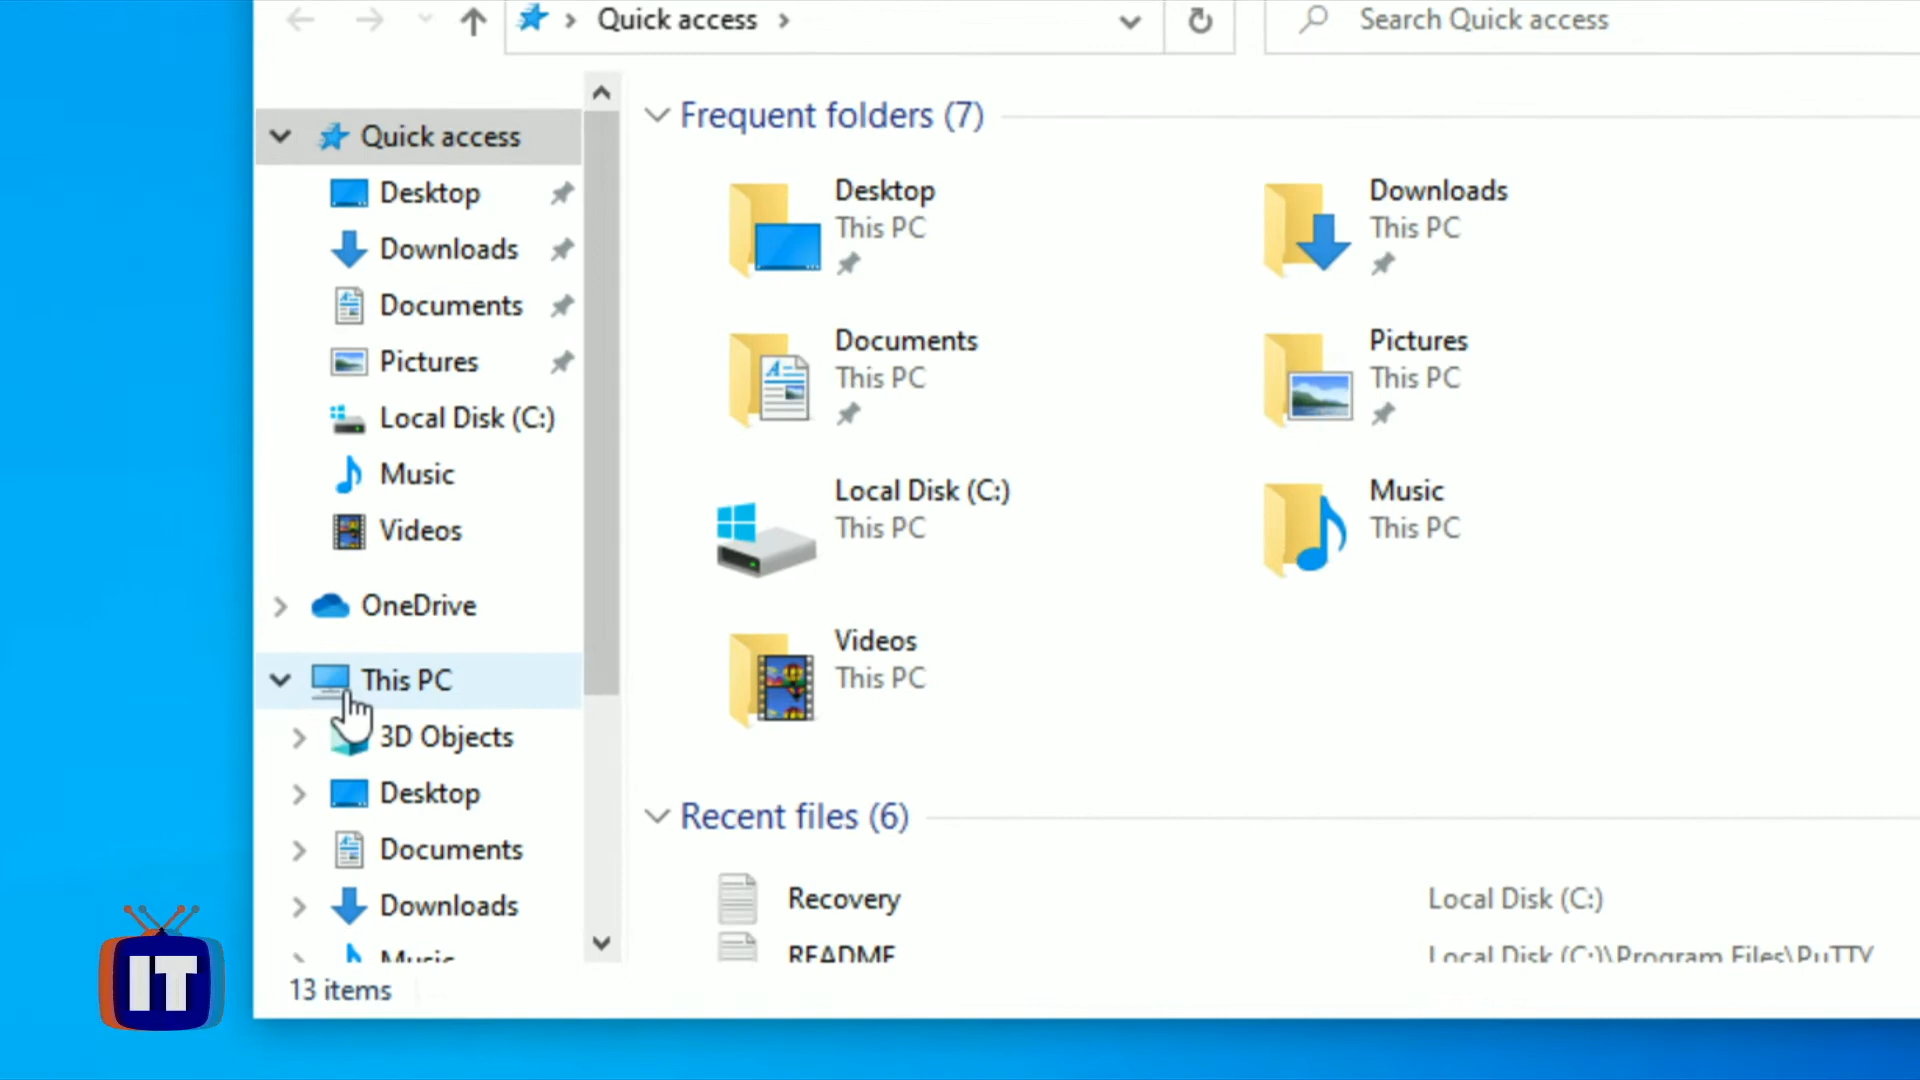 Quick access
Search Quick access
Quick access
Desktop
Downloads
Documents
Pictures
Local Disk (C:)
Music
Videos
OneDrive
This PC
3D Objects
Desktop
Documents
Downloads
Music
13 items
Frequent folders (7)
Desktop
This PC
Downloads
This PC
Documents
This PC
Pictures
This PC
Local Disk (C:)
This PC
Music
This PC
Videos
This PC
Recent files (6)
Recovery
Local Disk (C:)
README
Local Disk (C:)\Program Files\PuTTY
IT